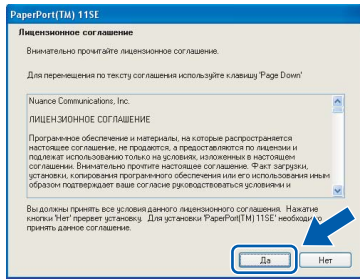 PaperPort(TM) 11SE
Лицензионное соглашение
Внимательно прочитайте лицензионное соглашение.
Для перемещения по тексту соглашения используйте клавишу 'Page Down'
Nuance Communications, Inc.
ЛИЦЕНЗИОННОЕ СОГЛАШЕНИЕ
Программное обеспечение и материалы, на которые распространяется
настоящее соглашение, не продаются, а предоставляются по лицензии и
подлежат использованию только на условиях, изложенных в настоящем
соглашении. Внимательно прочтите настоящее соглашение. Факт загрузки,
установки, копирования программного обеспечения или его использования иным
образом подтверждает ваше согласие руководствоваться условиями и
Вы должны принять все условия данного лицензионного соглашения. Нажатие
кнопки 'Нет' прервет установку. Для установки 'PaperPort(TM) 11SE' необходимо
принять данное соглашение.
Да
Нет